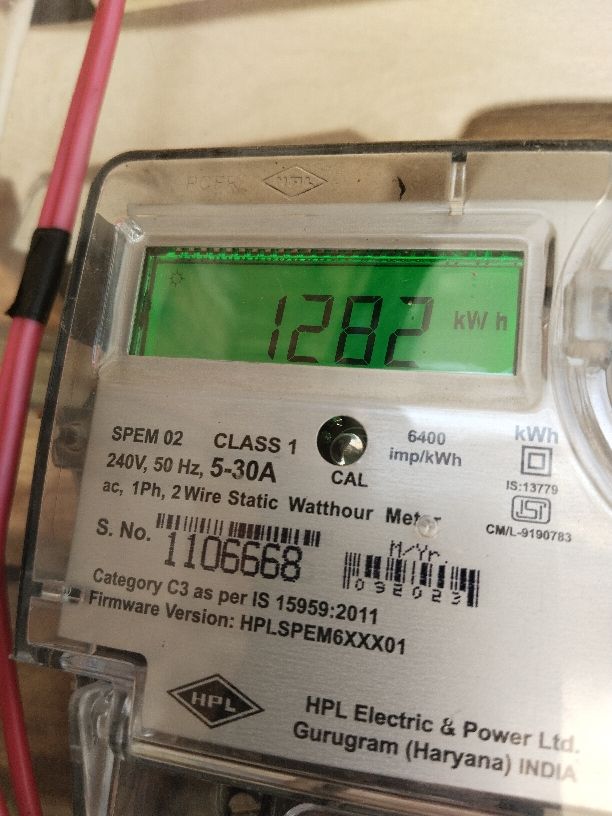 HPL
1282 kWh
SPEM 02 CLASS 1
240V, 50 Hz, 5-30A
CAL
6400
imp/kWh
kWh
IS:13779
ISI
CM/L-9190783
ac, 1Ph, 2 Wire Static Watthour Meter
S. No. 1106668
M/Yr.
092023
Category C3 as per IS 15959:2011
Firmware Version: HPLSPEM6XXX01
HPL
HPL Electric & Power Ltd.
Gurugram (Haryana) INDIA